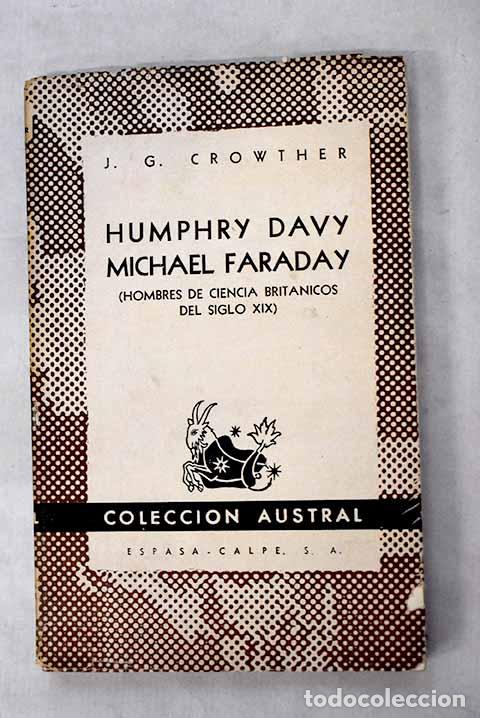 J. G. CROWTHER
HUMPHRY DAVY
MICHAEL FARADAY
(HOMBRES DE CIENCIA BRITANICOS
DEL SIGLO XIX)
L
COLECCION AUSTRAL
ESPASA-CALPE, S. A.
todocoleccion